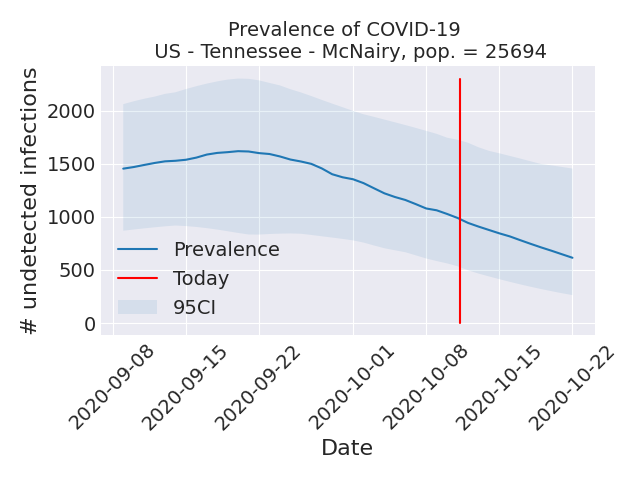 Prevalence of COVID-19
US - Tennessee - McNairy, pop. = 25694
# undetected infections
2000
1500
1000
500
0
Prevalence
Today
95CI
2020-09-08
2020-09-15
2020-09-22
2020-10-01
2020-10-08
2020-10-15
2020-10-22
Date